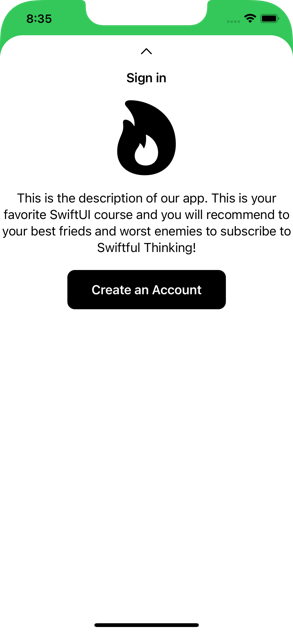 8:35
Sign in
This is the description of our app. This is your
favorite SwiftUI course and you will recommend to
your best frieds and worst enemies to subscribe to
Swiftful Thinking!
Create an Account